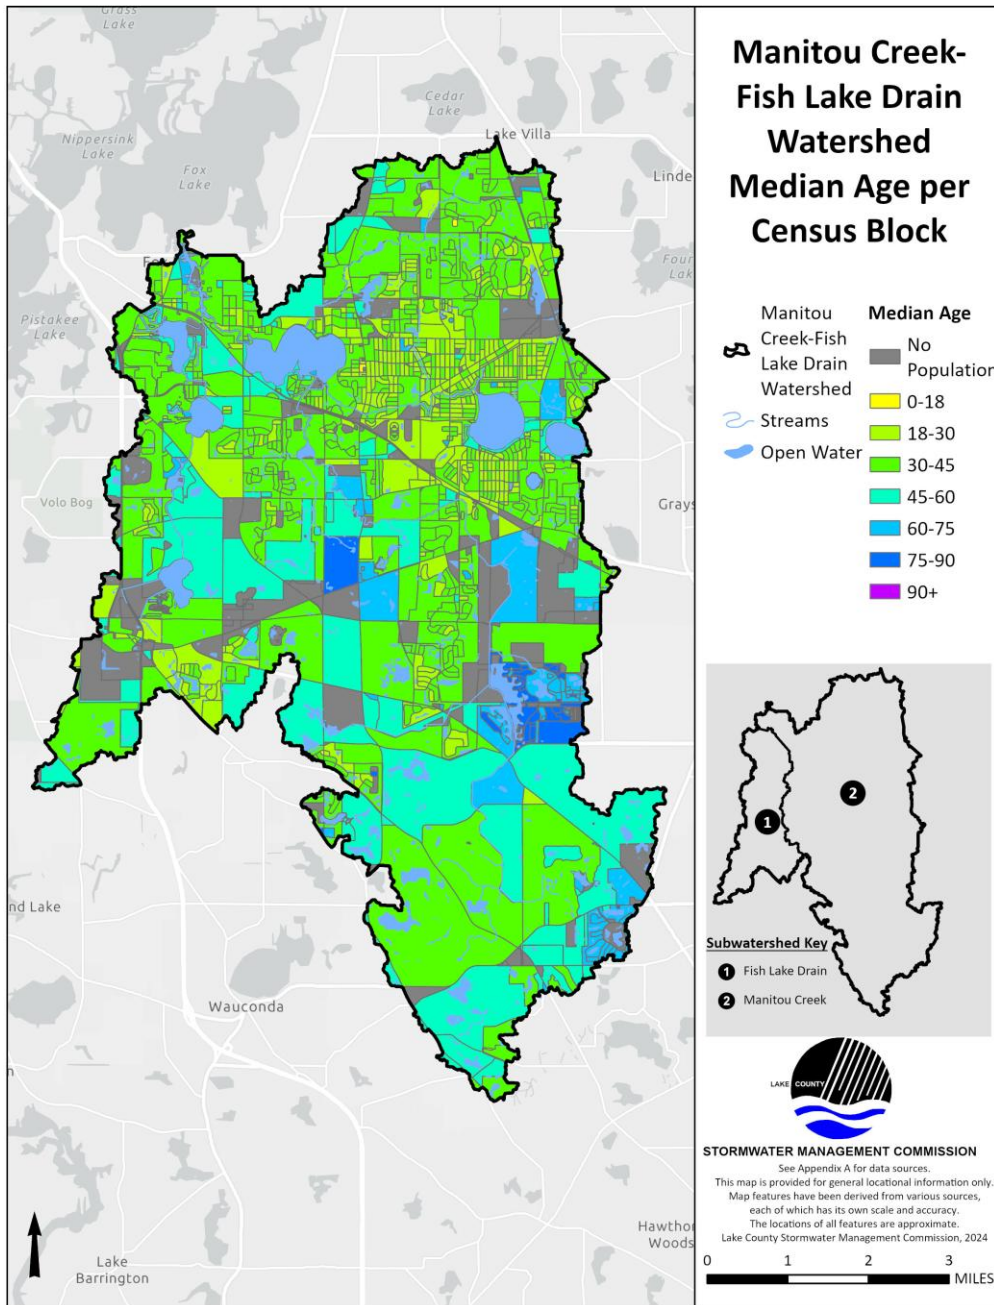 Grass
Lake
Cedar
Lake
Nippersink
Lake
Lake Villa
Fox
Lake
Linde
Four
Lak
Fo
Pistakee
Lake
Volo Bog
Grays
nd Lake
Wauconda
n
Hawthor
Woods
Lake
Barrington
Manitou Creek-
Fish Lake Drain
Watershed
Median Age per
Census Block
Manitou
Creek-Fish
Lake Drain
Watershed
Streams
Open Water
Median Age
No
Population
0-18
18-30
30-45
45-60
60-75
75-90
90+
1
2
Subwatershed Key
1 Fish Lake Drain
2 Manitou Creek
LAKE COUNTY
STORMWATER MANAGEMENT COMMISSION
See Appendix A for data sources.
This map is provided for general locational information only.
Map features have been derived from various sources,
each of which has its own scale and accuracy.
The locations of all features are approximate.
Lake County Stormwater Management Commission, 2024
0 1 2 3
MILES